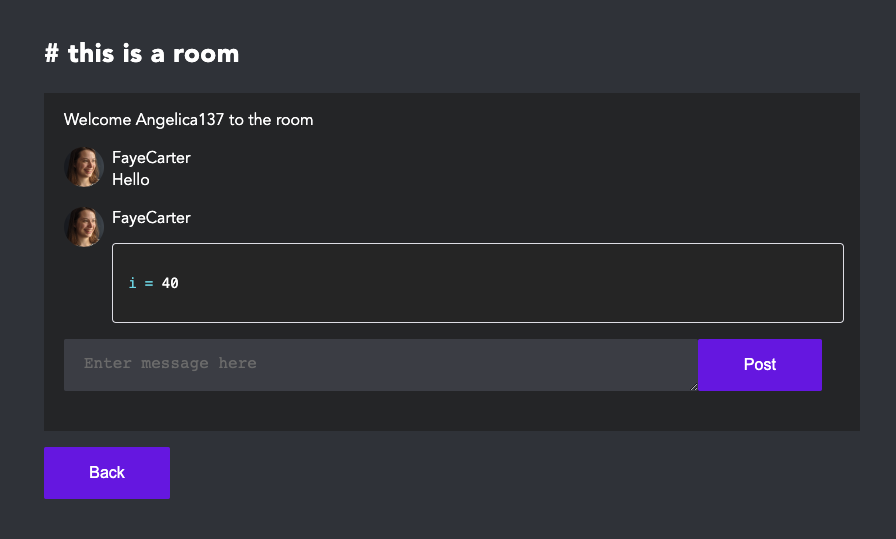 # this is a room
Welcome Angelica137 to the room
FayeCarter
Hello
FayeCarter
i = 40
Enter message here
Post
Back